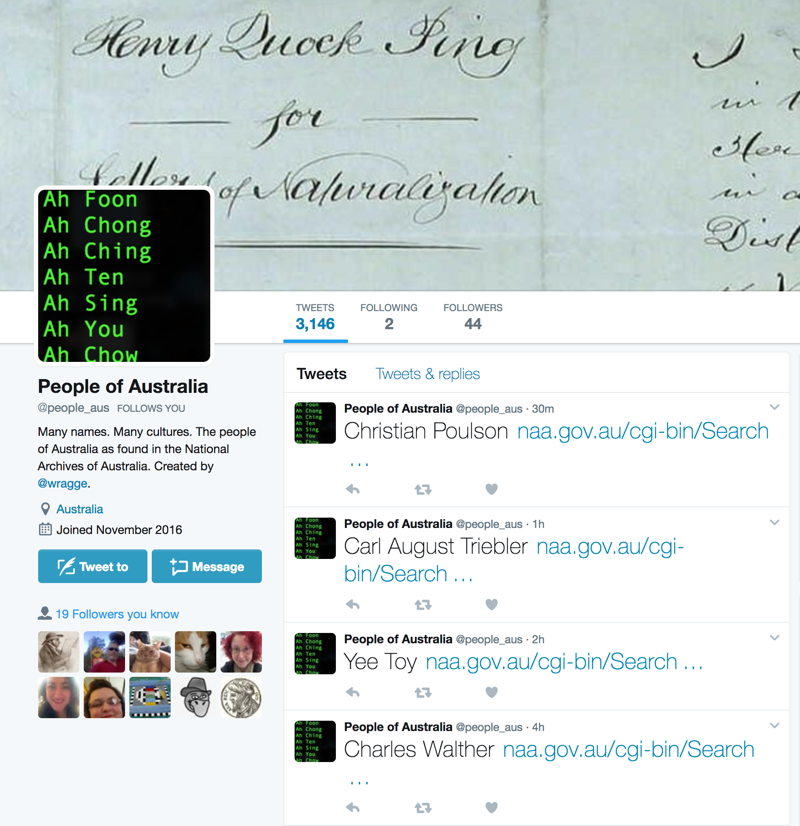 Henry Quock Ping
for
Letters of Naturalization
I
in
Her
in
Dist
Ah Foon
Ah Chong
Ah Ching
Ah Ten
Ah Sing
Ah You
Ah Chow
TWEETS
3,146
FOLLOWING
2
FOLLOWERS
44
People of Australia
@people_aus FOLLOWS YOU
Many names. Many cultures. The people
of Australia as found in the National
Archives of Australia. Created by
@wragge.
Australia
Joined November 2016
Tweet to
Message
19 Followers you know
Tweets
Tweets & replies
People of Australia @people_aus · 30m
Christian Poulson naa.gov.au/cgi-bin/Search
…
People of Australia @people_aus · 1h
Carl August Triebler naa.gov.au/cgi-
bin/Search …
People of Australia @people_aus · 2h
Yee Toy naa.gov.au/cgi-bin/Search …
People of Australia @people_aus · 4h
Charles Walther naa.gov.au/cgi-bin/Search
…